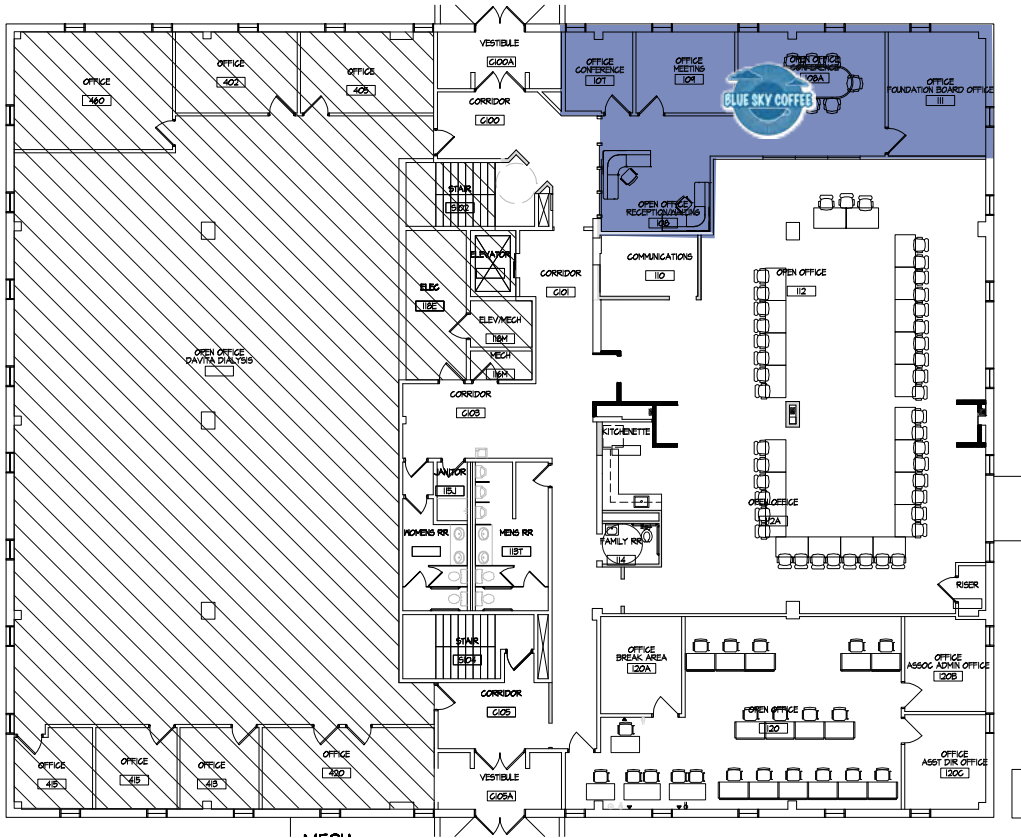 VESTIBULE
C100A
OFFICE
460
OFFICE
402
OFFICE
405
CORRIDOR
C100
OFFICE
CONFERENCE
107
OFFICE
MEETING
109
OPEN OFFICE
CONFERENCE
108A
BLUE SKY COFFEE
OFFICE
FOUNDATION BOARD OFFICE
111
STAIR
S102
OPEN OFFICE
RECEPTION/WAITING
108
ELEVATOR
CORRIDOR
C101
COMMUNICATIONS
110
OPEN OFFICE
112
ELEC
118E
ELEV/MECH
118M
MECH
116M
OPEN OFFICE
DAVITA DIALYSIS
CORRIDOR
C103
KITCHENETTE
JANITOR
115J
OPEN OFFICE
112A
WOMENS RR
MENS RR
113T
FAMILY RR
114
RISER
STAIR
S104
OFFICE
BREAK AREA
120A
OFFICE
ASSOC ADMIN OFFICE
120B
CORRIDOR
C105
OPEN OFFICE
120
OFFICE
415
OFFICE
415
OFFICE
413
OFFICE
420
VESTIBULE
C105A
OFFICE
ASST DIR OFFICE
120C